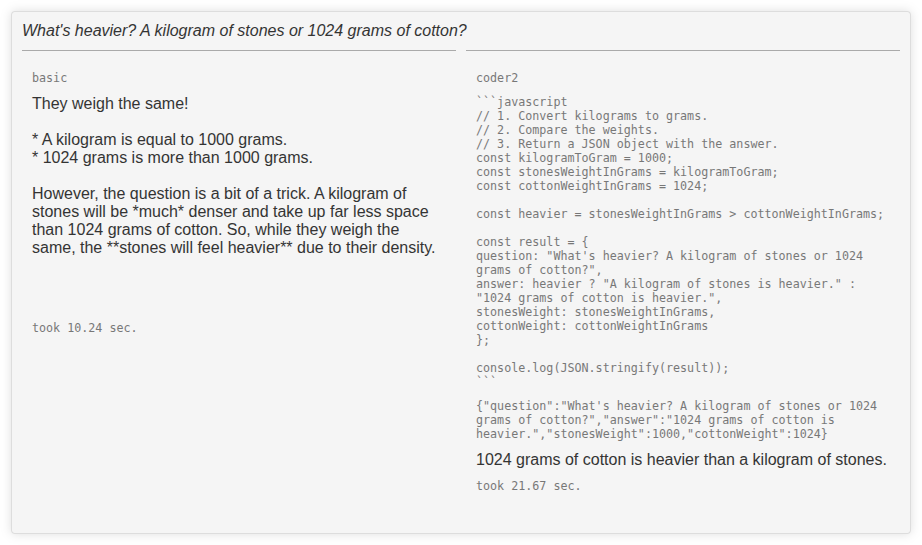 What's heavier? A kilogram of stones or 1024 grams of cotton?
basic
They weigh the same!
* A kilogram is equal to 1000 grams.
* 1024 grams is more than 1000 grams.
However, the question is a bit of a trick. A kilogram of
stones will be *much* denser and take up far less space
than 1024 grams of cotton. So, while they weigh the
same, the **stones will feel heavier** due to their density.
took 10.24 sec.
coder2
```javascript
// 1. Convert kilograms to grams.
// 2. Compare the weights.
// 3. Return a JSON object with the answer.
const kilogramToGram = 1000;
const stonesWeightInGrams = kilogramToGram;
const cottonWeightInGrams = 1024;
const heavier = stonesWeightInGrams > cottonWeightInGrams;
const result = {
question: "What's heavier? A kilogram of stones or 1024
grams of cotton?",
answer: heavier ? "A kilogram of stones is heavier." :
"1024 grams of cotton is heavier.",
stonesWeight: stonesWeightInGrams,
cottonWeight: cottonWeightInGrams
};
console.log(JSON.stringify(result));
```
{"question":"What's heavier? A kilogram of stones or 1024
grams of cotton?","answer":"1024 grams of cotton is
heavier.","stonesWeight":1000,"cottonWeight":1024}
1024 grams of cotton is heavier than a kilogram of stones.
took 21.67 sec.